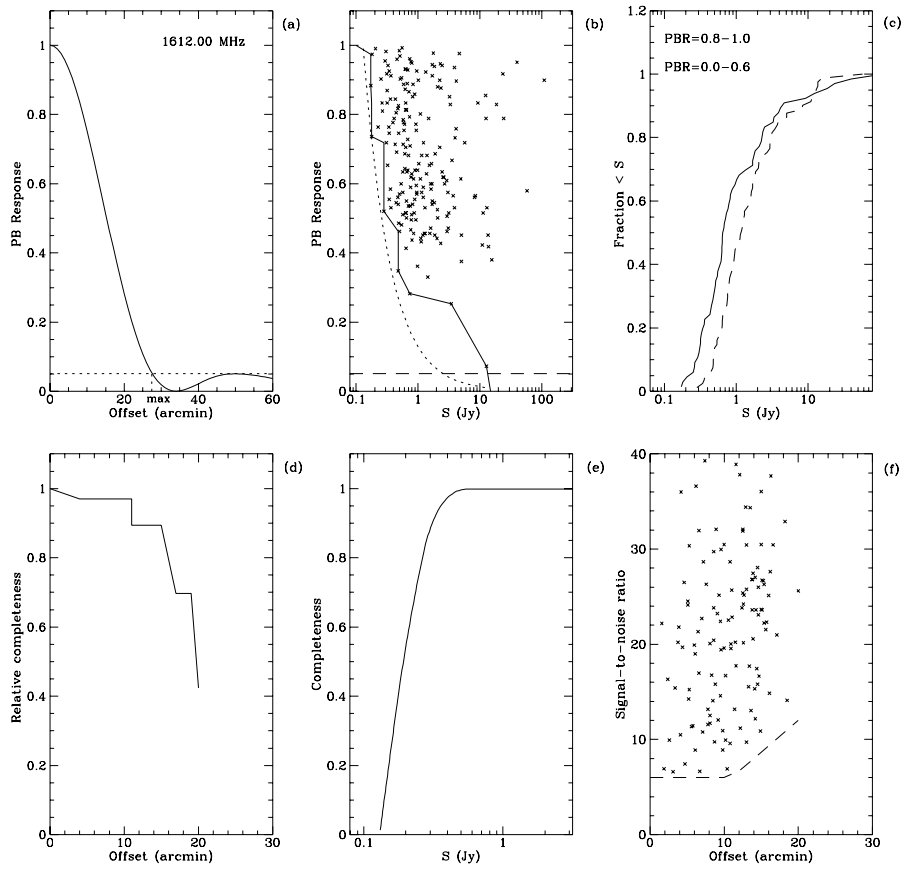 (a)
1612.00 MHz
1
0.8
0.6
0.4
0.2
0
PB Response
0 20 max 40 60
Offset (arcmin)
(b)
1
0.8
0.6
0.4
0.2
0
PB Response
0.1 1 10 100
S (Jy)
(c)
PBR=0.8−1.0
PBR=0.0−0.6
1.2
1
0.8
0.6
0.4
0.2
0
Fraction < S
0.1 1 10
S (Jy)
(d)
1
0.8
0.6
0.4
0.2
0
Relative completeness
0 10 20 30
Offset (arcmin)
(e)
1
0.8
0.6
0.4
0.2
0
Completeness
0.1 1
S (Jy)
(f)
40
30
20
10
0
Signal−to−noise ratio
0 10 20 30
Offset (arcmin)